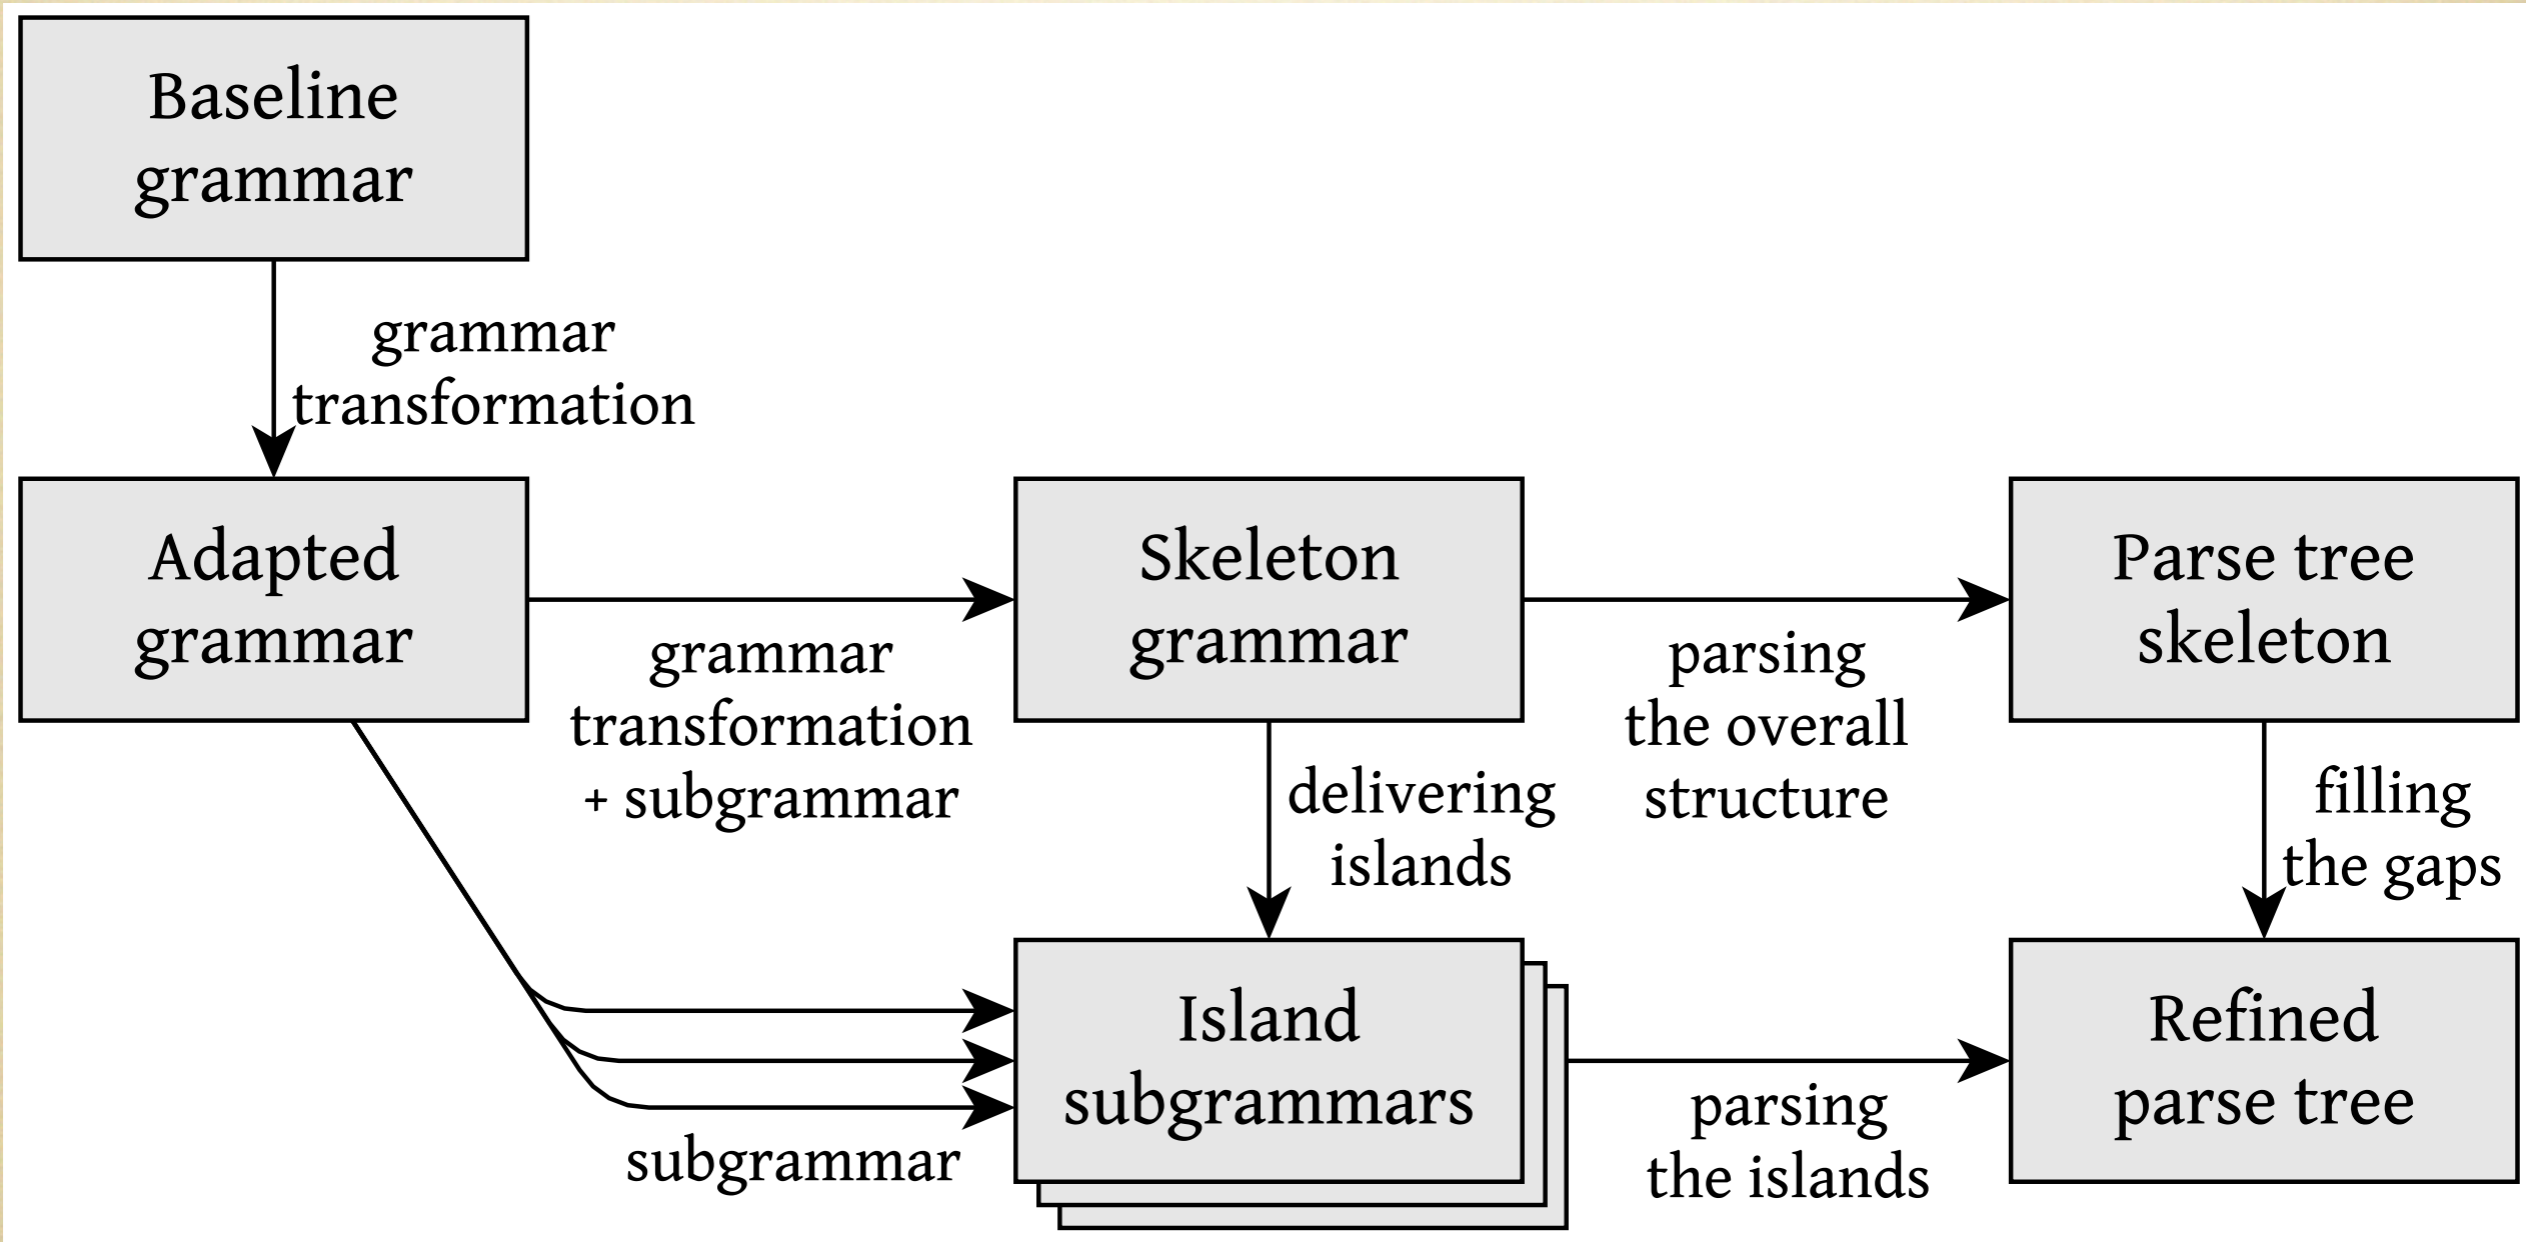 Baseline
grammar
grammar
transformation
Adapted
grammar
grammar
transformation
+ subgrammar
Skeleton
grammar
parsing
the overall
structure
Parse tree
skeleton
delivering
islands
filling
the gaps
subgrammar
Island
subgrammars
parsing
the islands
Refined
parse tree